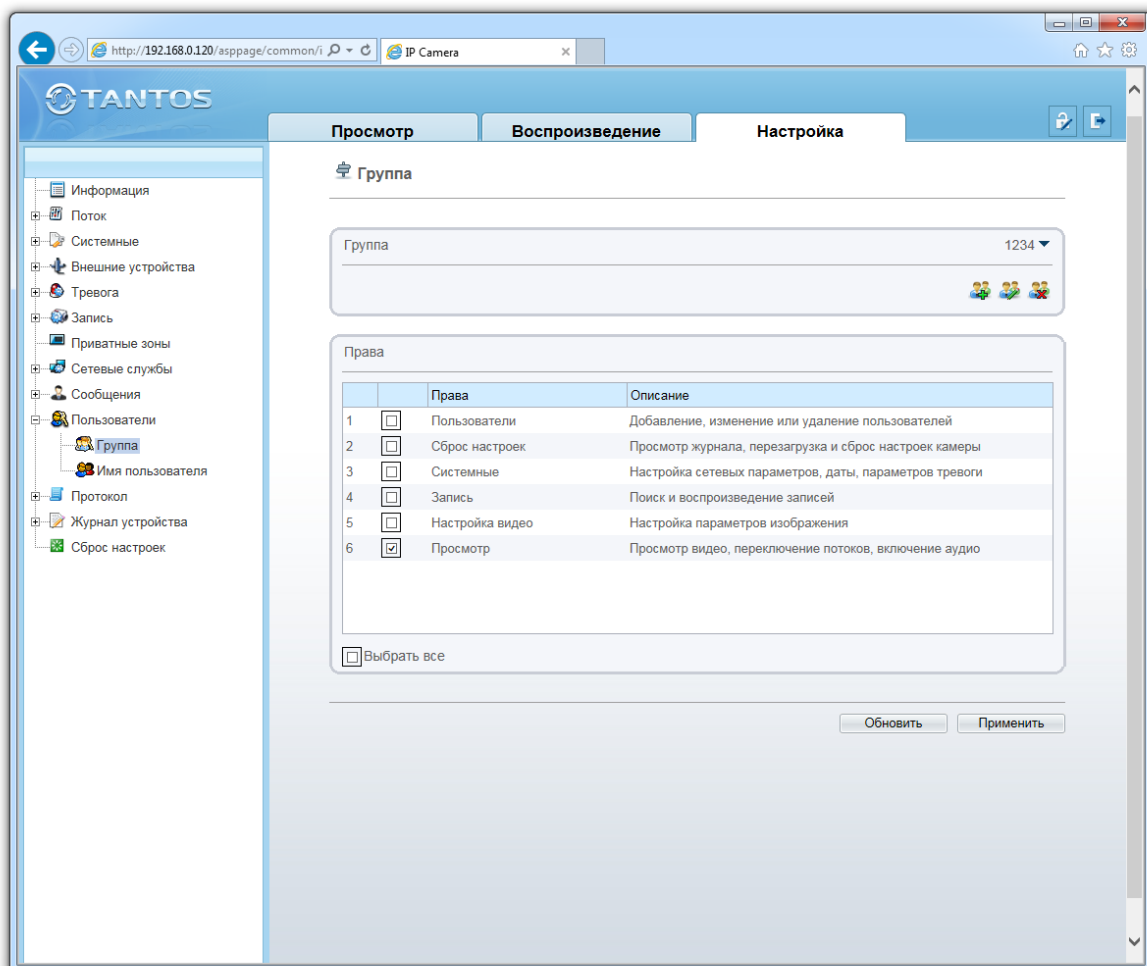 http://192.168.0.120/asppage/common/i
IP Camera
TANTOS
Просмотр
Воспроизведение
Настройка
Информация
Поток
Системные
Внешние устройства
Тревога
Запись
Приватные зоны
Сетевые службы
Сообщения
Пользователи
Группа
Имя пользователя
Протокол
Журнал устройства
Сброс настроек
Группа
Группа 1234
Права
Права Описание
1 Пользователи Добавление, изменение или удаление пользователей
2 Сброс настроек Просмотр журнала, перезагрузка и сброс настроек камеры
3 Системные Настройка сетевых параметров, даты, параметров тревоги
4 Запись Поиск и воспроизведение записей
5 Настройка видео Настройка параметров изображения
6 Просмотр Просмотр видео, переключение потоков, включение аудио
Выбрать все
Обновить Применить